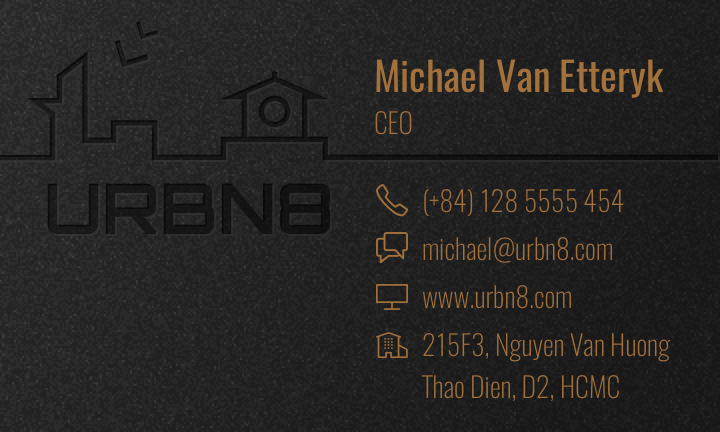 URBN8
Michael Van Etteryk
CEO
(+84) 128 5555 454
michael@urbn8.com
www.urbn8.com
215F3, Nguyen Van Huong
Thao Dien, D2, HCMC